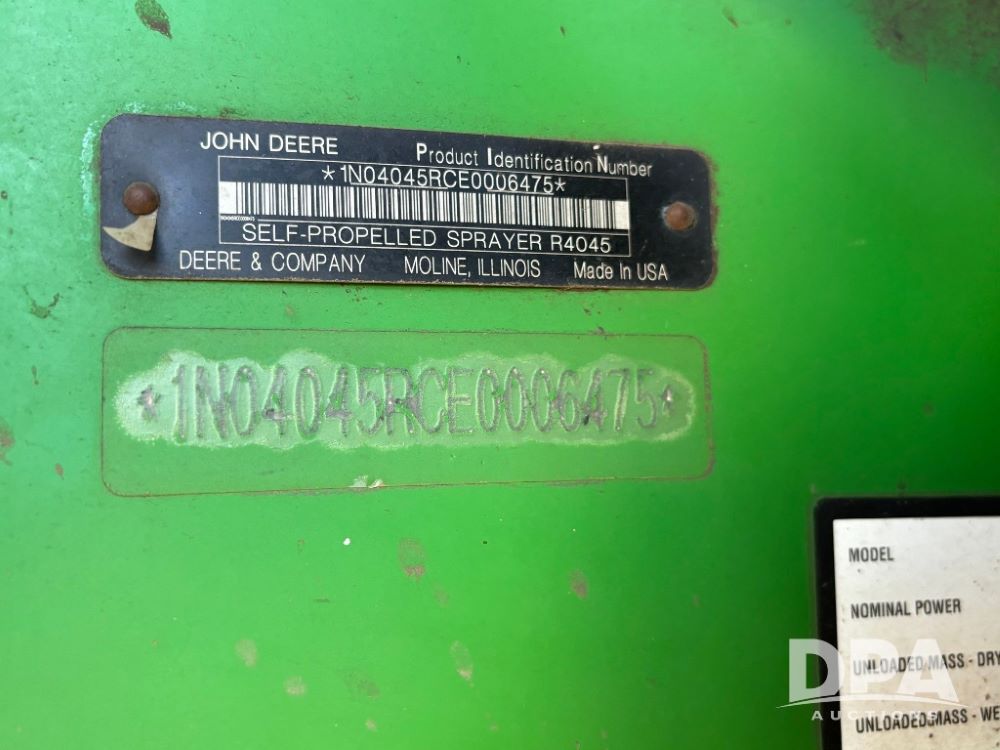 JOHN DEERE
Product Identification Number
*1N04045RCE0006475*
SELF-PROPELLED SPRAYER R4045
DEERE & COMPANY MOLINE, ILLINOIS Made In USA
*1N04045RCE0006475*
MODEL
NOMINAL POWER
UNLOADED MASS - DRY
UNLOADED MASS - WE
DPA
AUCTIONS